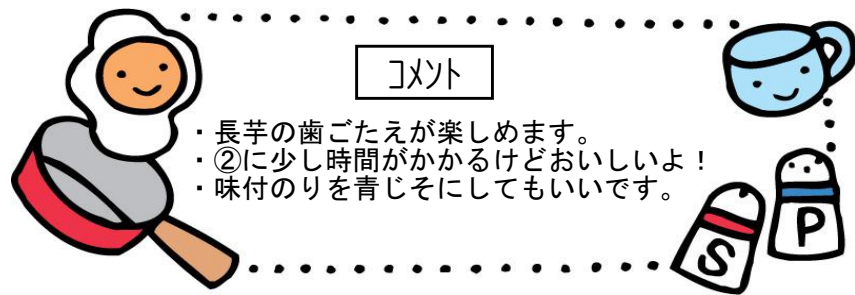 コメント
・長芋の歯ごたえが楽しめます。
・②に少し時間がかかるけどおいしいよ！
・味付のりを青じそにしてもいいです。
S
P